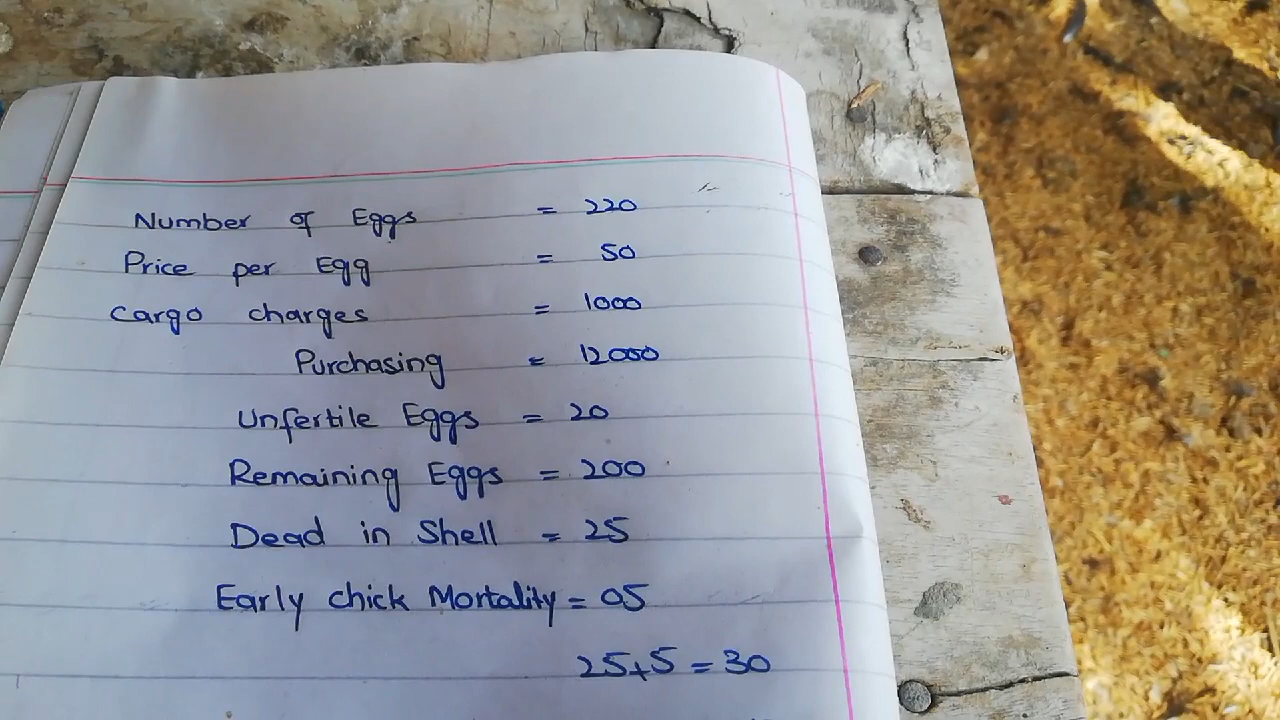 Number of Eggs = 220
Price per Egg = 50
Cargo charges = 1000
Purchasing = 12000
Unfertile Eggs = 20
Remaining Eggs = 200
Dead in Shell = 25
Early chick Mortality = 05
25+5 = 30